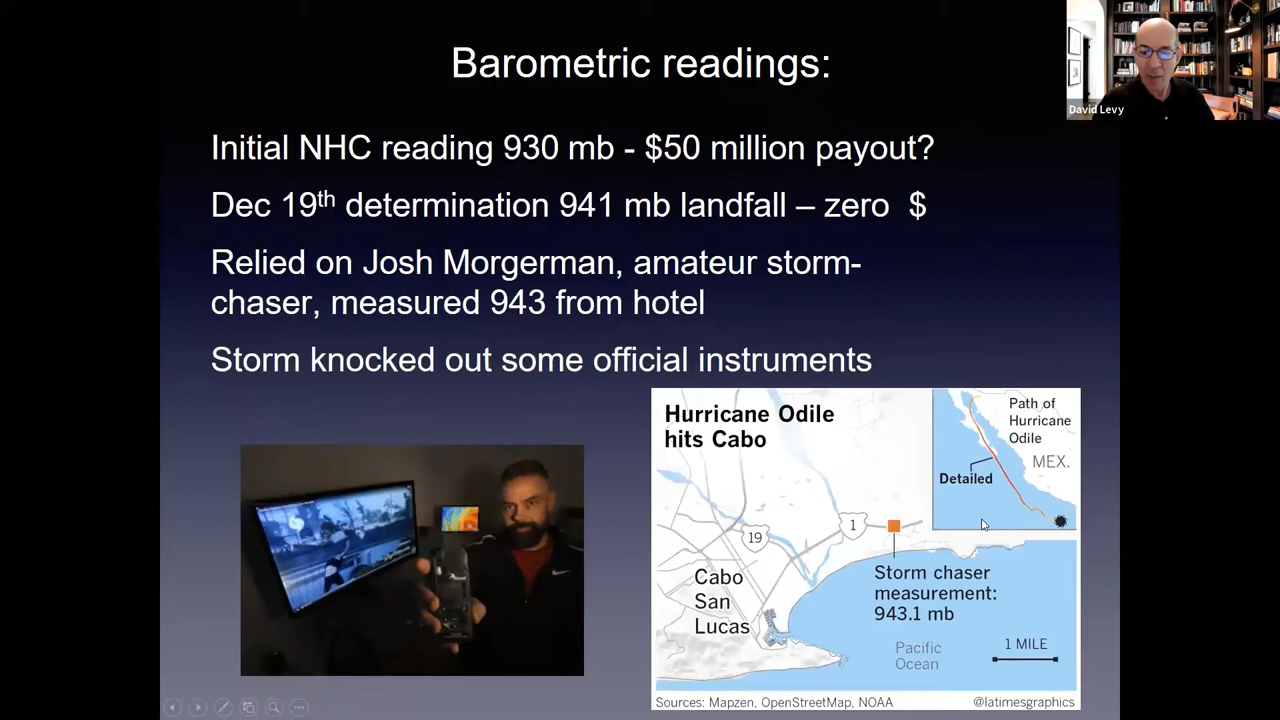 Barometric readings:
David Levy
Initial NHC reading 930 mb - $50 million payout?
Dec 19th determination 941 mb landfall – zero  $
Relied on Josh Morgerman, amateur storm-
chaser, measured 943 from hotel
Storm knocked out some official instruments
Hurricane Odile
hits Cabo
Path of
Hurricane
Odile
MEX.
Detailed
19
1
Cabo
San
Lucas
Storm chaser
measurement:
943.1 mb
Pacific
Ocean
1 MILE
Sources: Mapzen, OpenStreetMap, NOAA
@latimesgraphics